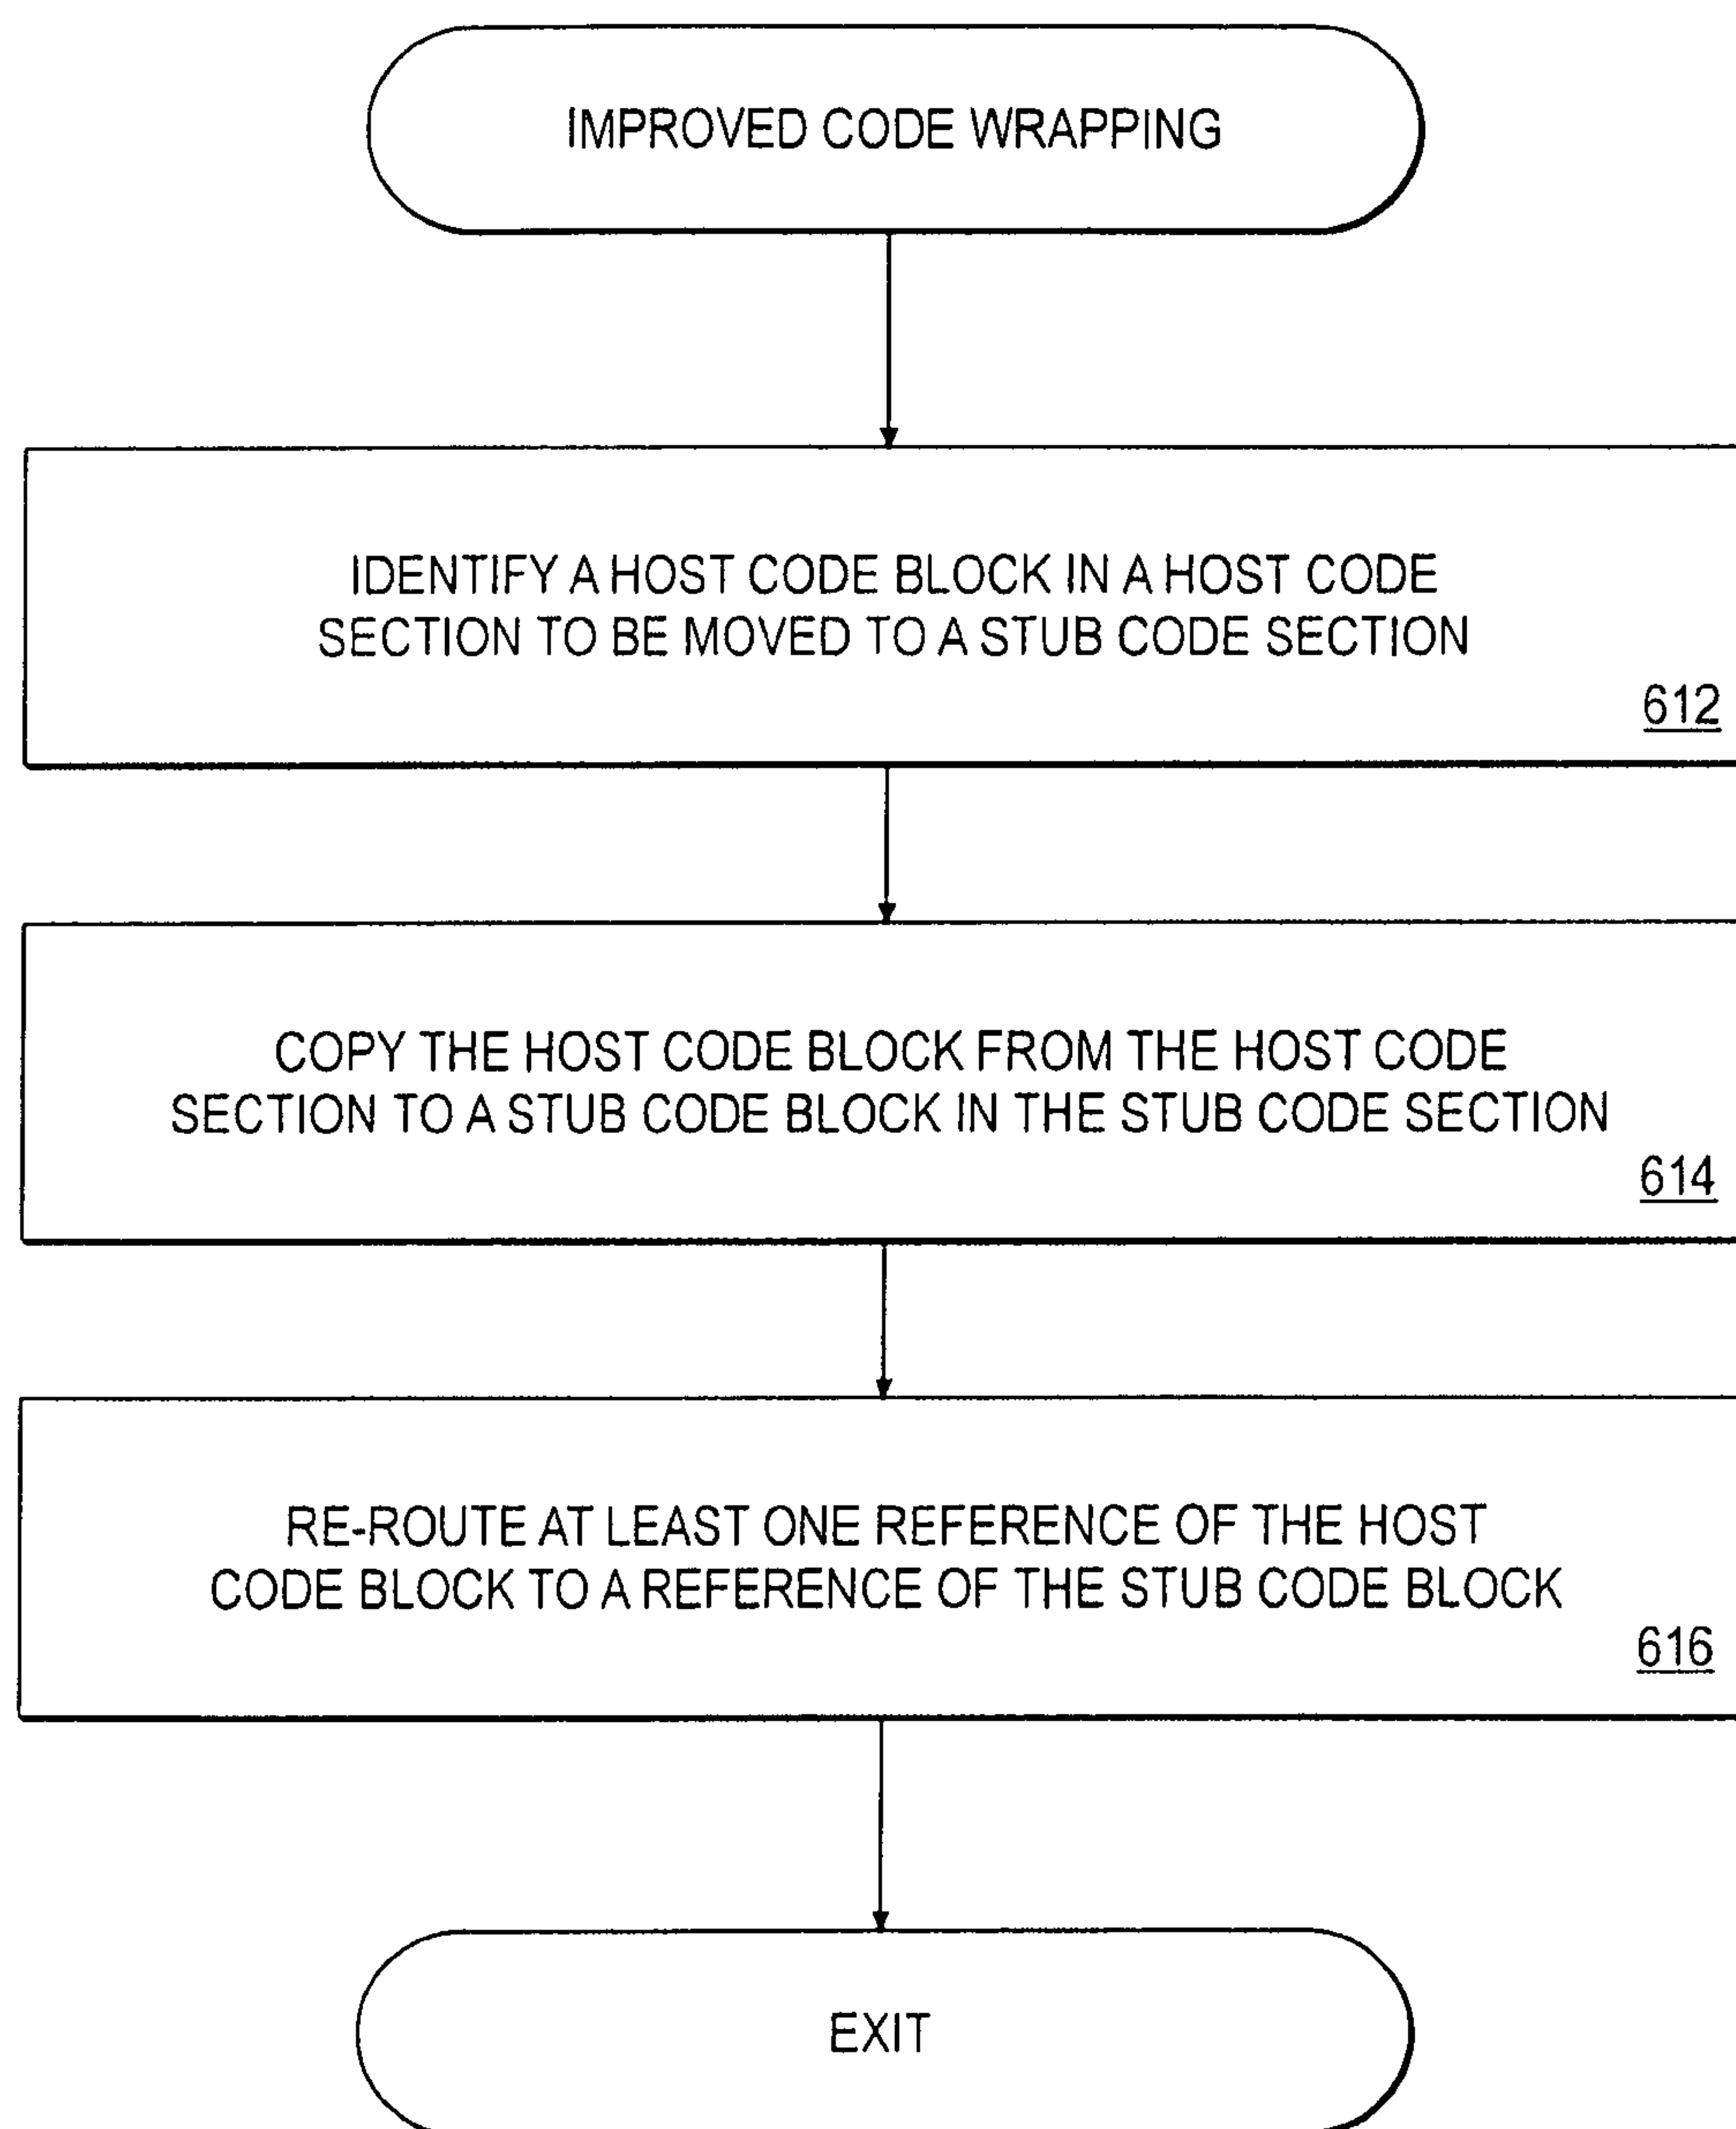 IMPROVED CODE WRAPPING
IDENTIFY A HOST CODE BLOCK IN A HOST CODE
SECTION TO BE MOVED TO A STUB CODE SECTION
612
COPY THE HOST CODE BLOCK FROM THE HOST CODE
SECTION TO A STUB CODE BLOCK IN THE STUB CODE SECTION
614
RE-ROUTE AT LEAST ONE REFERENCE OF THE HOST
CODE BLOCK TO A REFERENCE OF THE STUB CODE BLOCK
616
EXIT